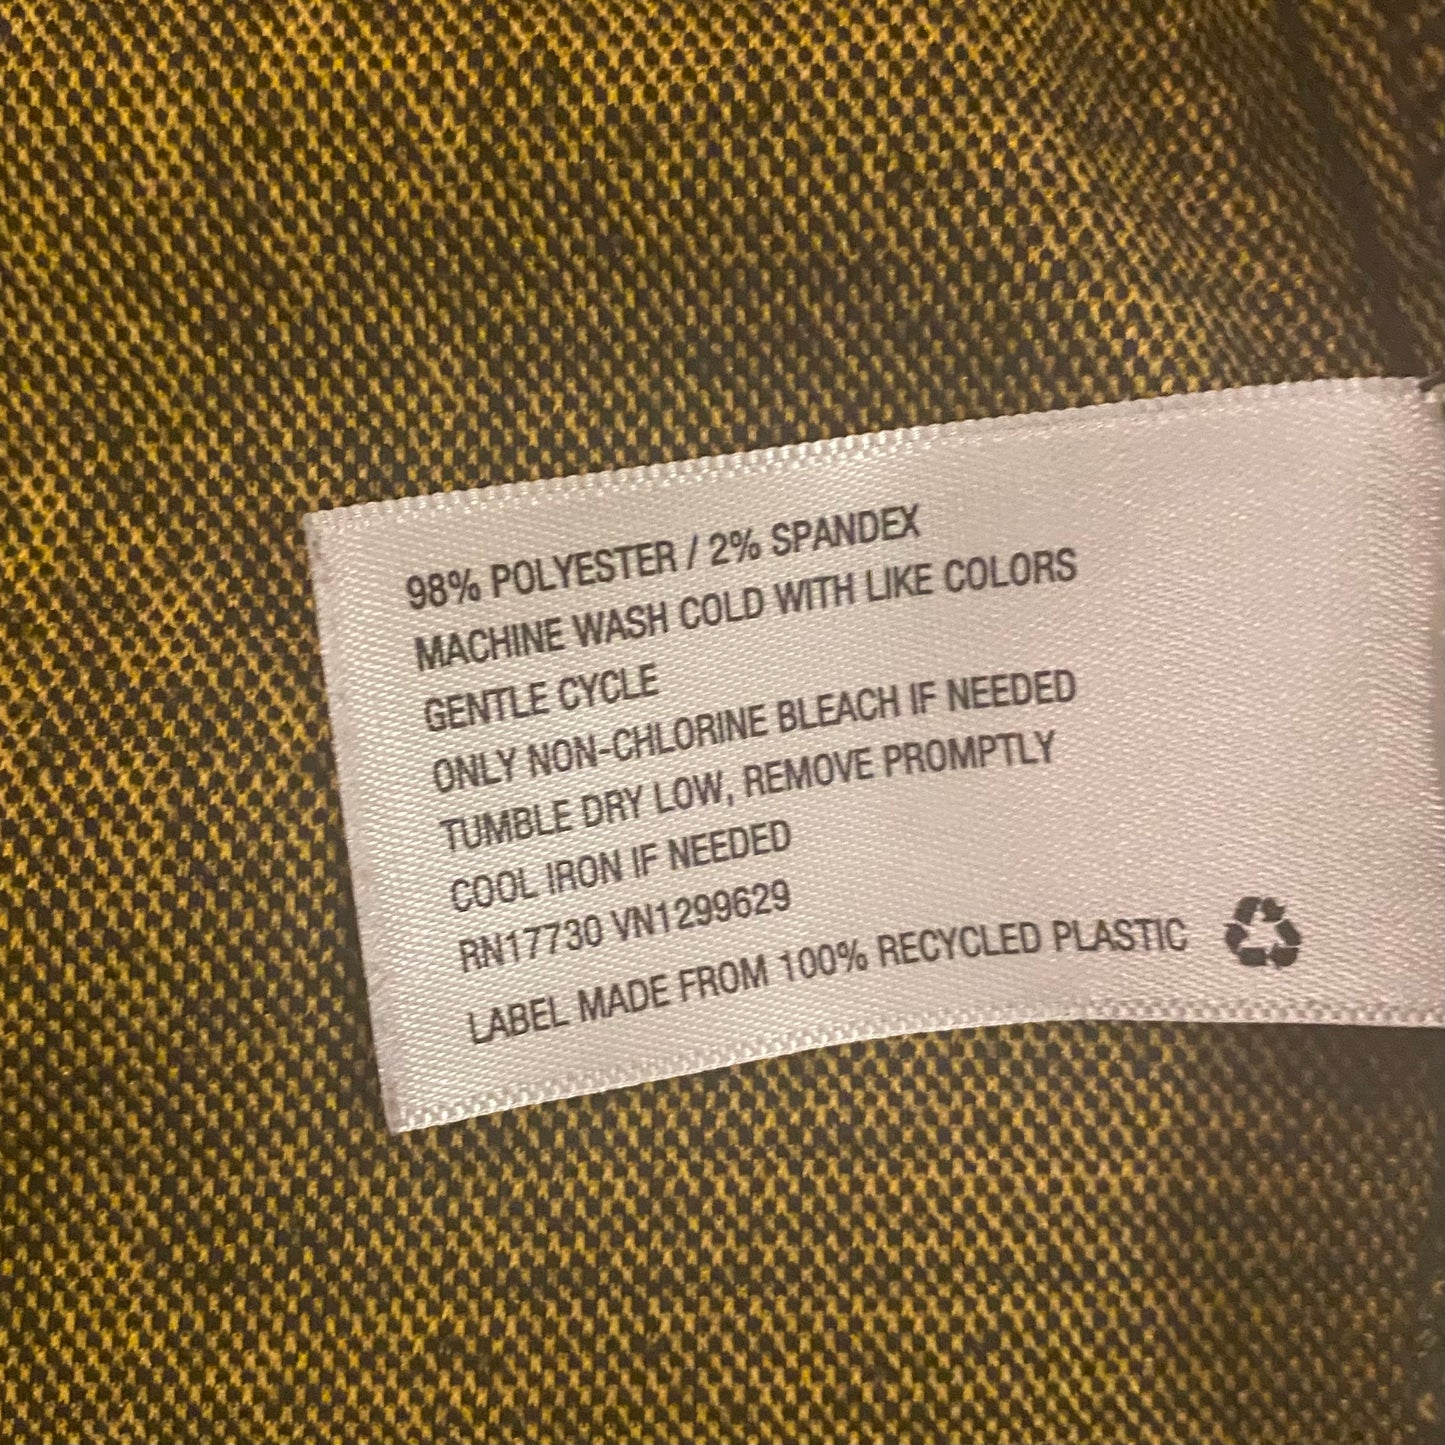 98% POLYESTER / 2% SPANDEX
MACHINE WASH COLD WITH LIKE COLORS
GENTLE CYCLE
ONLY NON-CHLORINE BLEACH IF NEEDED
TUMBLE DRY LOW, REMOVE PROMPTLY
COOL IRON IF NEEDED
RN17730 VN1299629
LABEL MADE FROM 100% RECYCLED PLASTIC